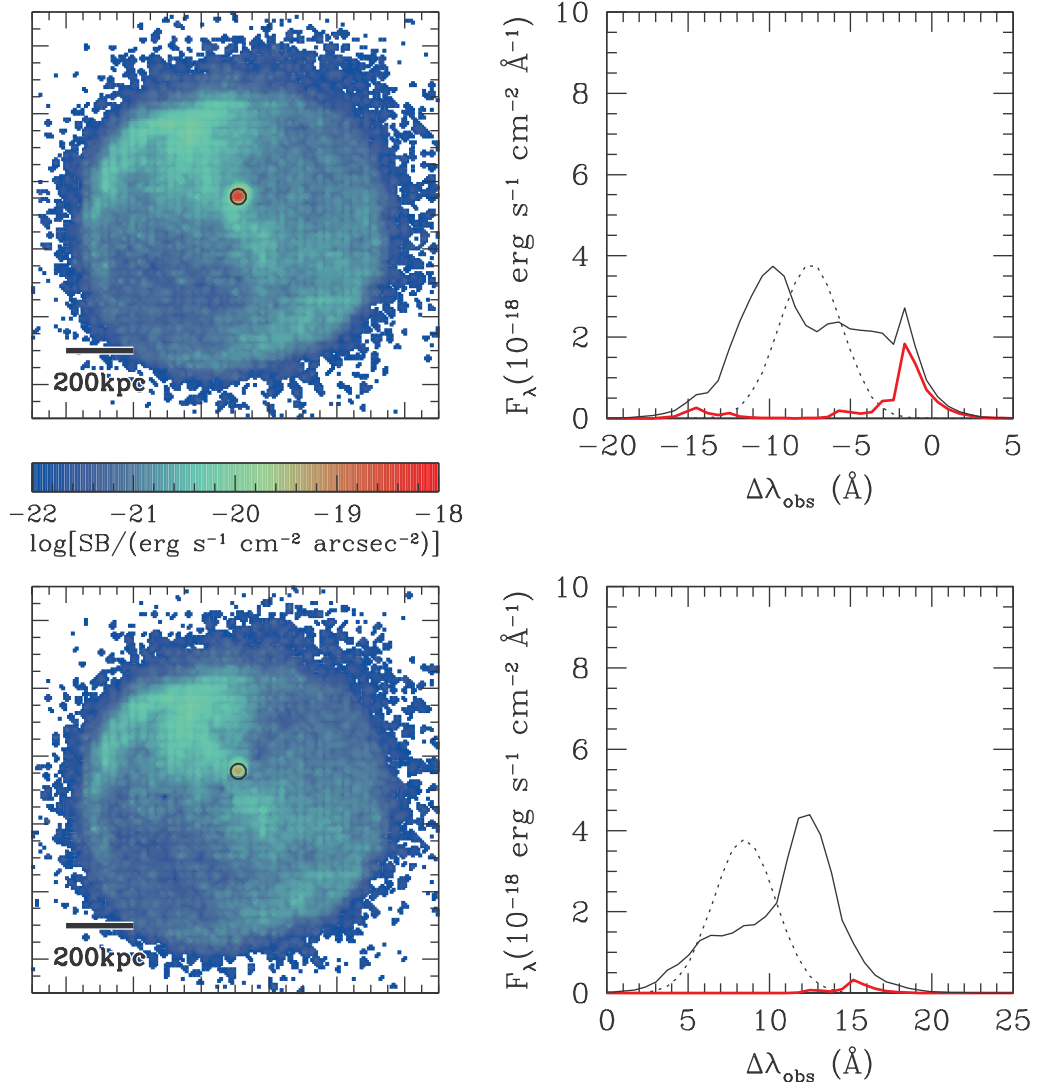 200kpc
10
8
6
4
2
0
F_λ(10⁻¹⁸ erg s⁻¹ cm⁻² Å⁻¹)
−20 −15 −10 −5 0 5
Δλ_obs (Å)
−22 −21 −20 −19 −18
log[SB/(erg s⁻¹ cm⁻² arcsec⁻²)]
200kpc
10
8
6
4
2
0
F_λ(10⁻¹⁸ erg s⁻¹ cm⁻² Å⁻¹)
0 5 10 15 20 25
Δλ_obs (Å)